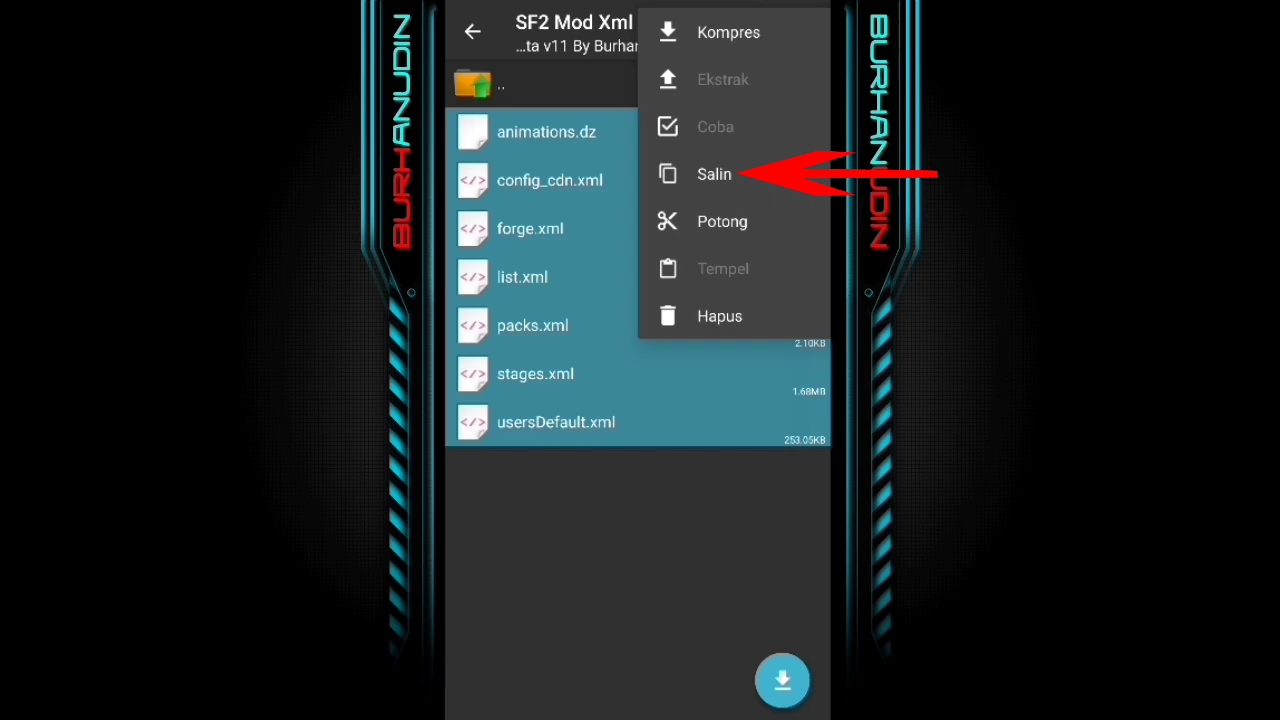 BURHANUDIN
SF2 Mod Xml
...ta v11 By Burhan
..
animations.dz
config_cdn.xml
forge.xml
list.xml
packs.xml
2.10KB
stages.xml
1.68MB
usersDefault.xml
253.05KB
Kompres
Ekstrak
Coba
Salin
Potong
Tempel
Hapus
BURHANUDIN